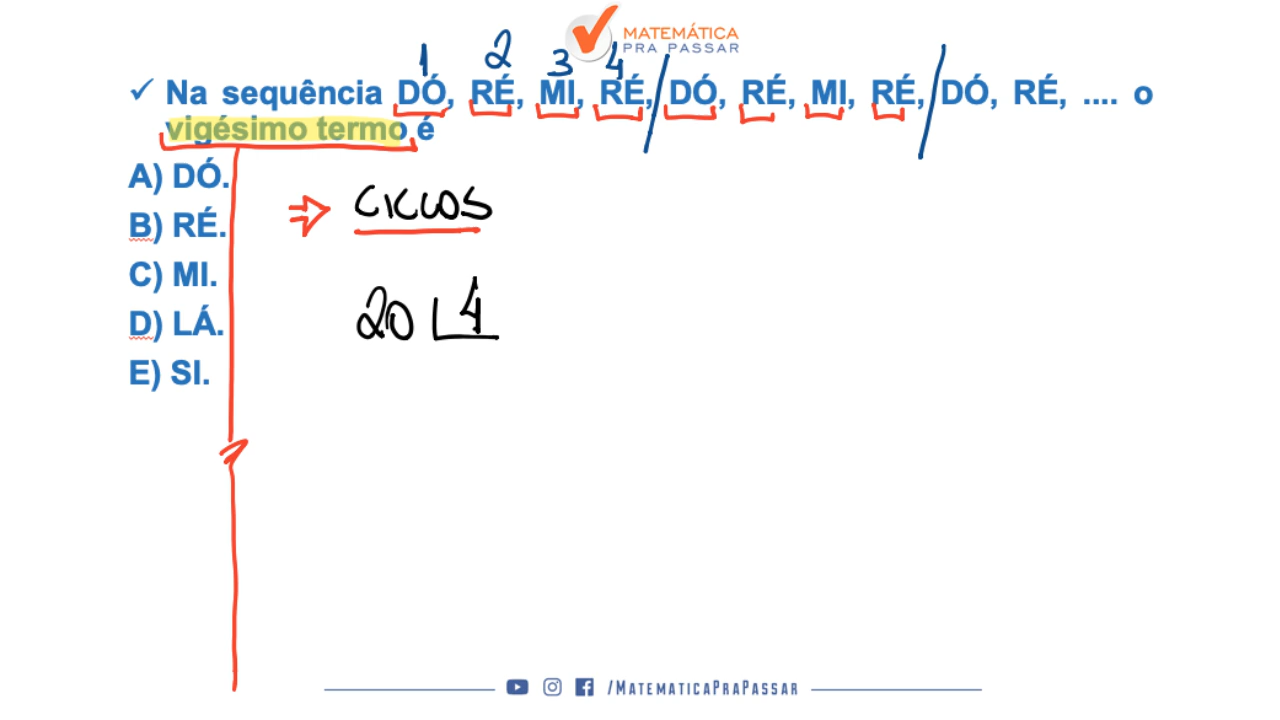 MATEMÁTICA
PRA PASSAR
1 2 3 4
✓ Na sequência DÓ, RÉ, MI, RÉ, DÓ, RÉ, MI, RÉ, DÓ, RÉ, .... o
vigésimo termo é
A) DÓ.
B) RÉ.
C) MI.
D) LÁ.
E) SI.
⇒ CICLOS
20 4
/MATEMATICAPRAPASSAR